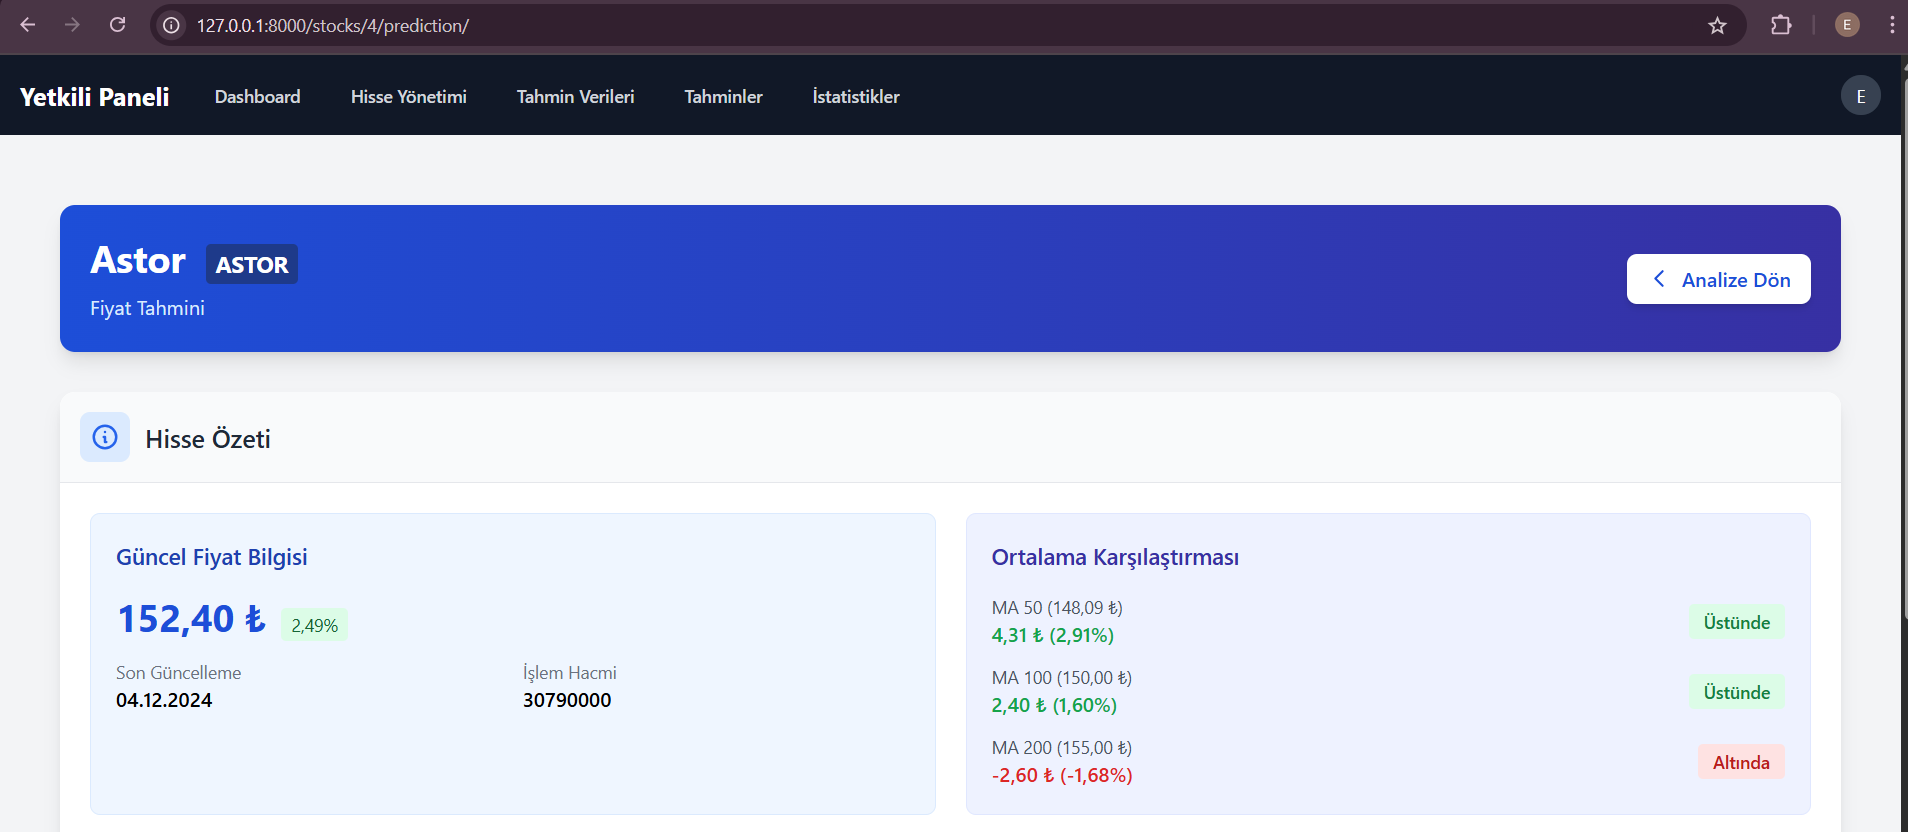 127.0.0.1:8000/stocks/4/prediction/
E
Yetkili Paneli
Dashboard
Hisse Yönetimi
Tahmin Verileri
Tahminler
İstatistikler
E
Astor
ASTOR
Fiyat Tahmini
Analize Dön
Hisse Özeti
Güncel Fiyat Bilgisi
152,40 ₺ 2,49%
Son Güncelleme
04.12.2024
İşlem Hacmi
30790000
Ortalama Karşılaştırması
MA 50 (148,09 ₺)
4,31 ₺ (2,91%)
Üstünde
MA 100 (150,00 ₺)
2,40 ₺ (1,60%)
Üstünde
MA 200 (155,00 ₺)
-2,60 ₺ (-1,68%)
Altında